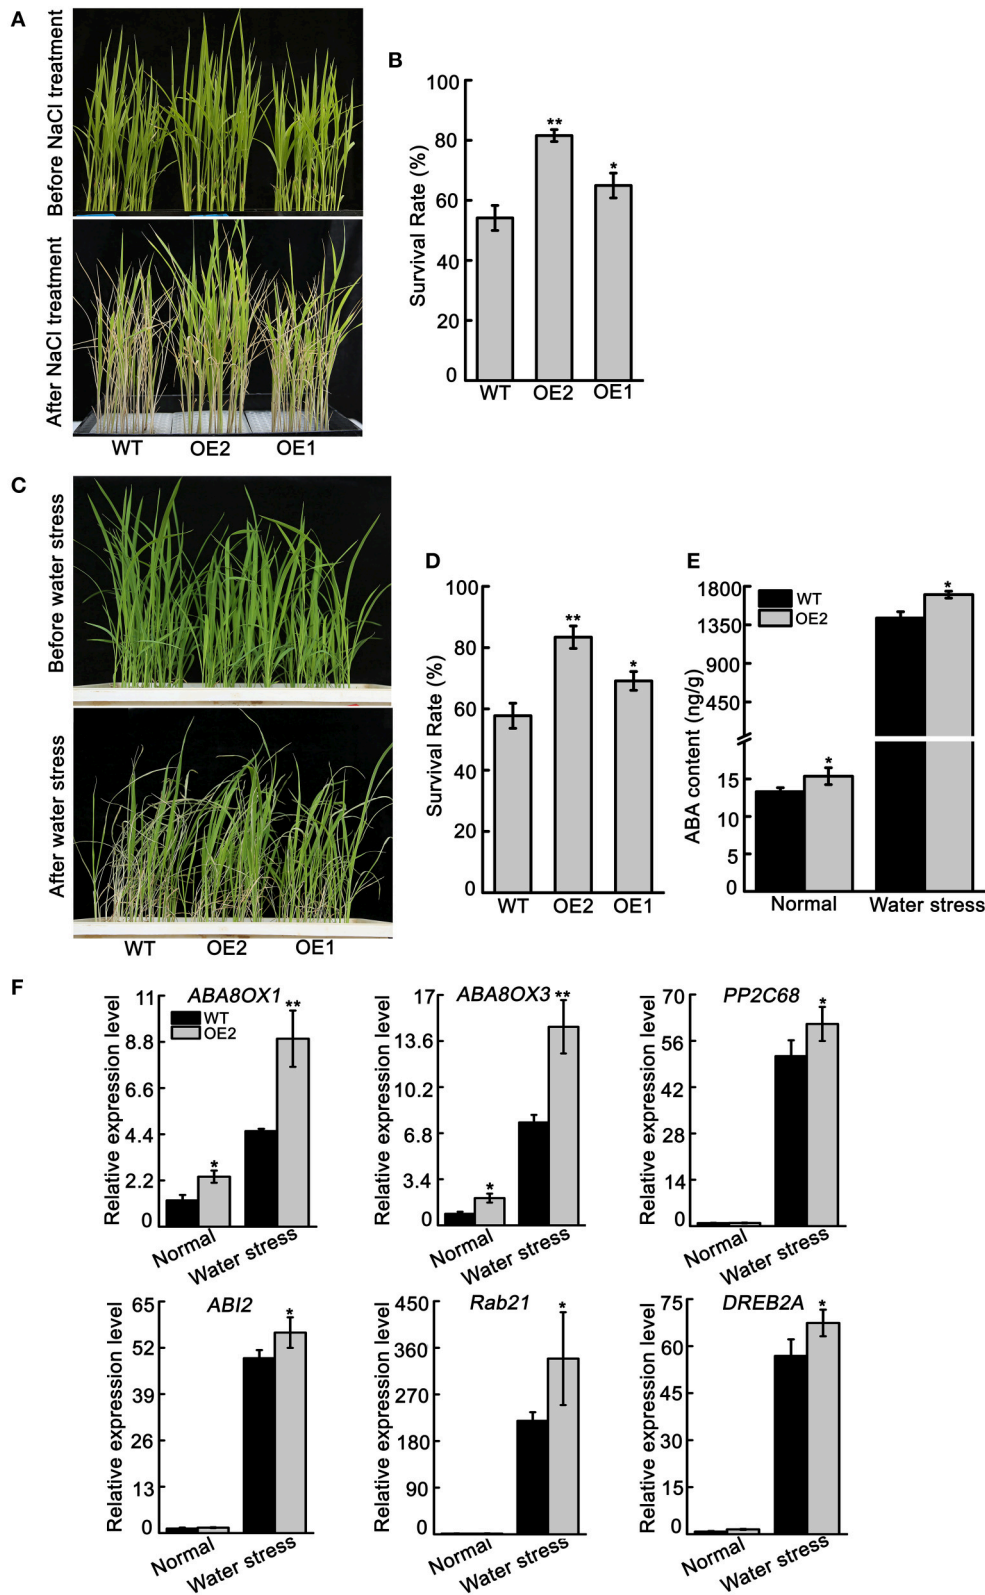 A
Before NaCl treatment
After NaCl treatment
WT OE2 OE1
B
Survival Rate (%)
100
80
60
40
20
0
** *
WT OE2 OE1
C
Before water stress
After water stress
WT OE2 OE1
D
Survival Rate (%)
100
80
60
40
20
0
** *
WT OE2 OE1
E
ABA content (ng/g)
1800
1350
900
450
15
10
5
0
WT
OE2
* *
Normal Water stress
F
ABA8OX1
Relative expression level
11
8.8
6.6
4.4
2.2
0
WT
OE2
* **
Normal Water stress
ABA8OX3
Relative expression level
17
13.6
10.2
6.8
3.4
0
* **
Normal Water stress
PP2C68
Relative expression level
70
56
42
28
14
0
*
Normal Water stress
ABI2
Relative expression level
65
52
39
26
13
0
*
Normal Water stress
Rab21
Relative expression level
450
360
270
180
90
0
*
Normal Water stress
DREB2A
Relative expression level
75
60
45
30
15
0
*
Normal Water stress